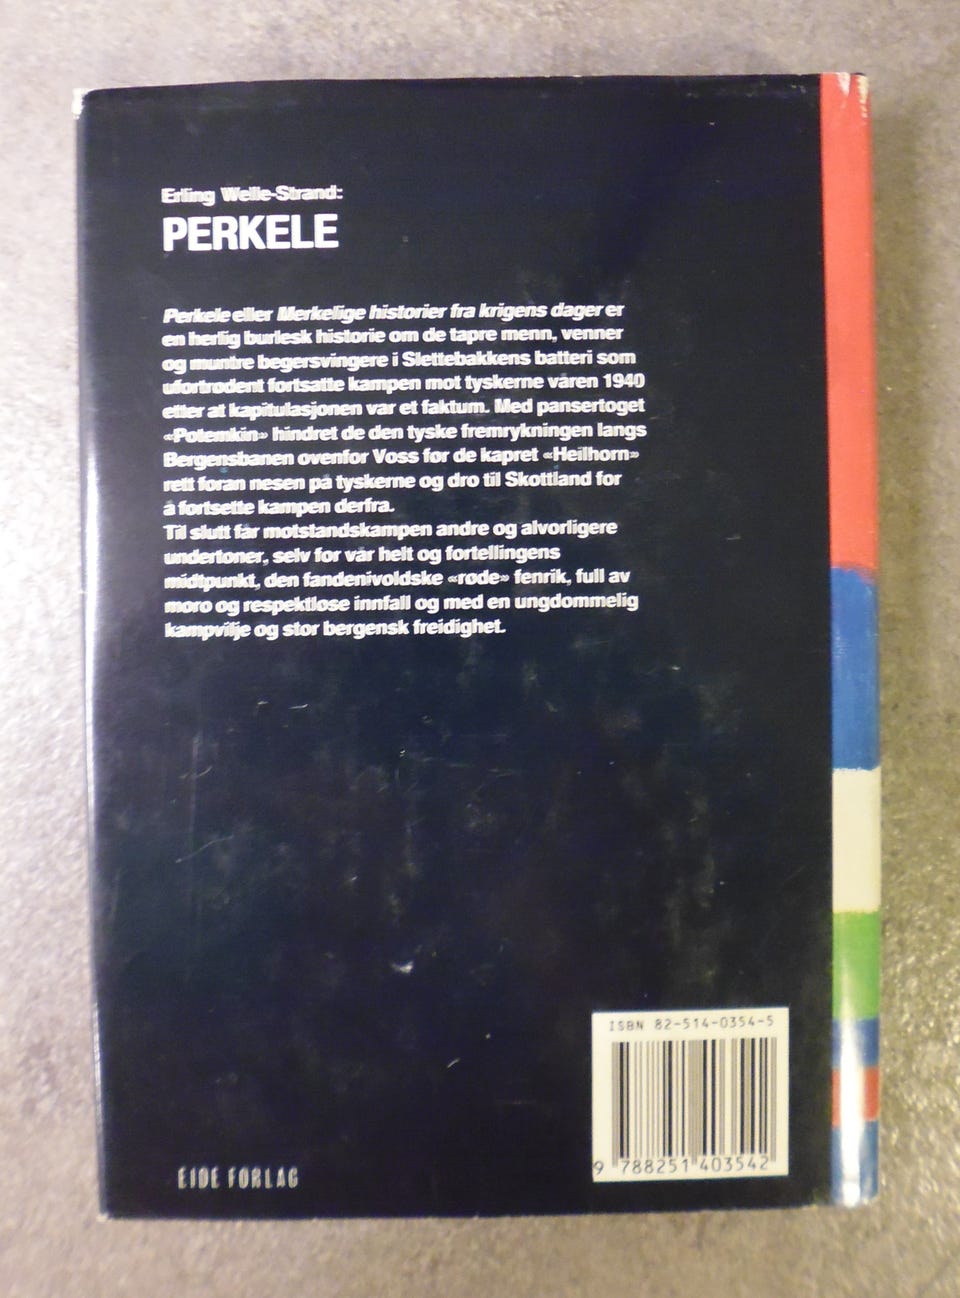 Erling Welle-Strand:
PERKELE
Perkele eller Merkelige historier fra krigens dager er
en herlig burlesk historie om de tapre menn, venner
og muntre begersvingere i Slettebakkens batteri som
ufortrødent fortsatte kampen mot tyskerne våren 1940
etter at kapitulasjonen var et faktum. Med pansertoget
«Potemkin» hindret de den tyske fremrykningen langs
Bergensbanen ovenfor Voss før de kapret «Heilhorn»
rett foran nesen på tyskerne og dro til Skottland for
å fortsette kampen derfra.
Til slutt får motstandskampen andre og alvorligere
undertoner, selv for vår helt og fortellingens
midtpunkt, den fandenivoldske «røde» fenrik, full av
moro og respektløse innfall og med en ungdommelig
kampvilje og stor bergensk freidighet.
ISBN 82-514-0354-5
9 788251 403542
EIDE FORLAG